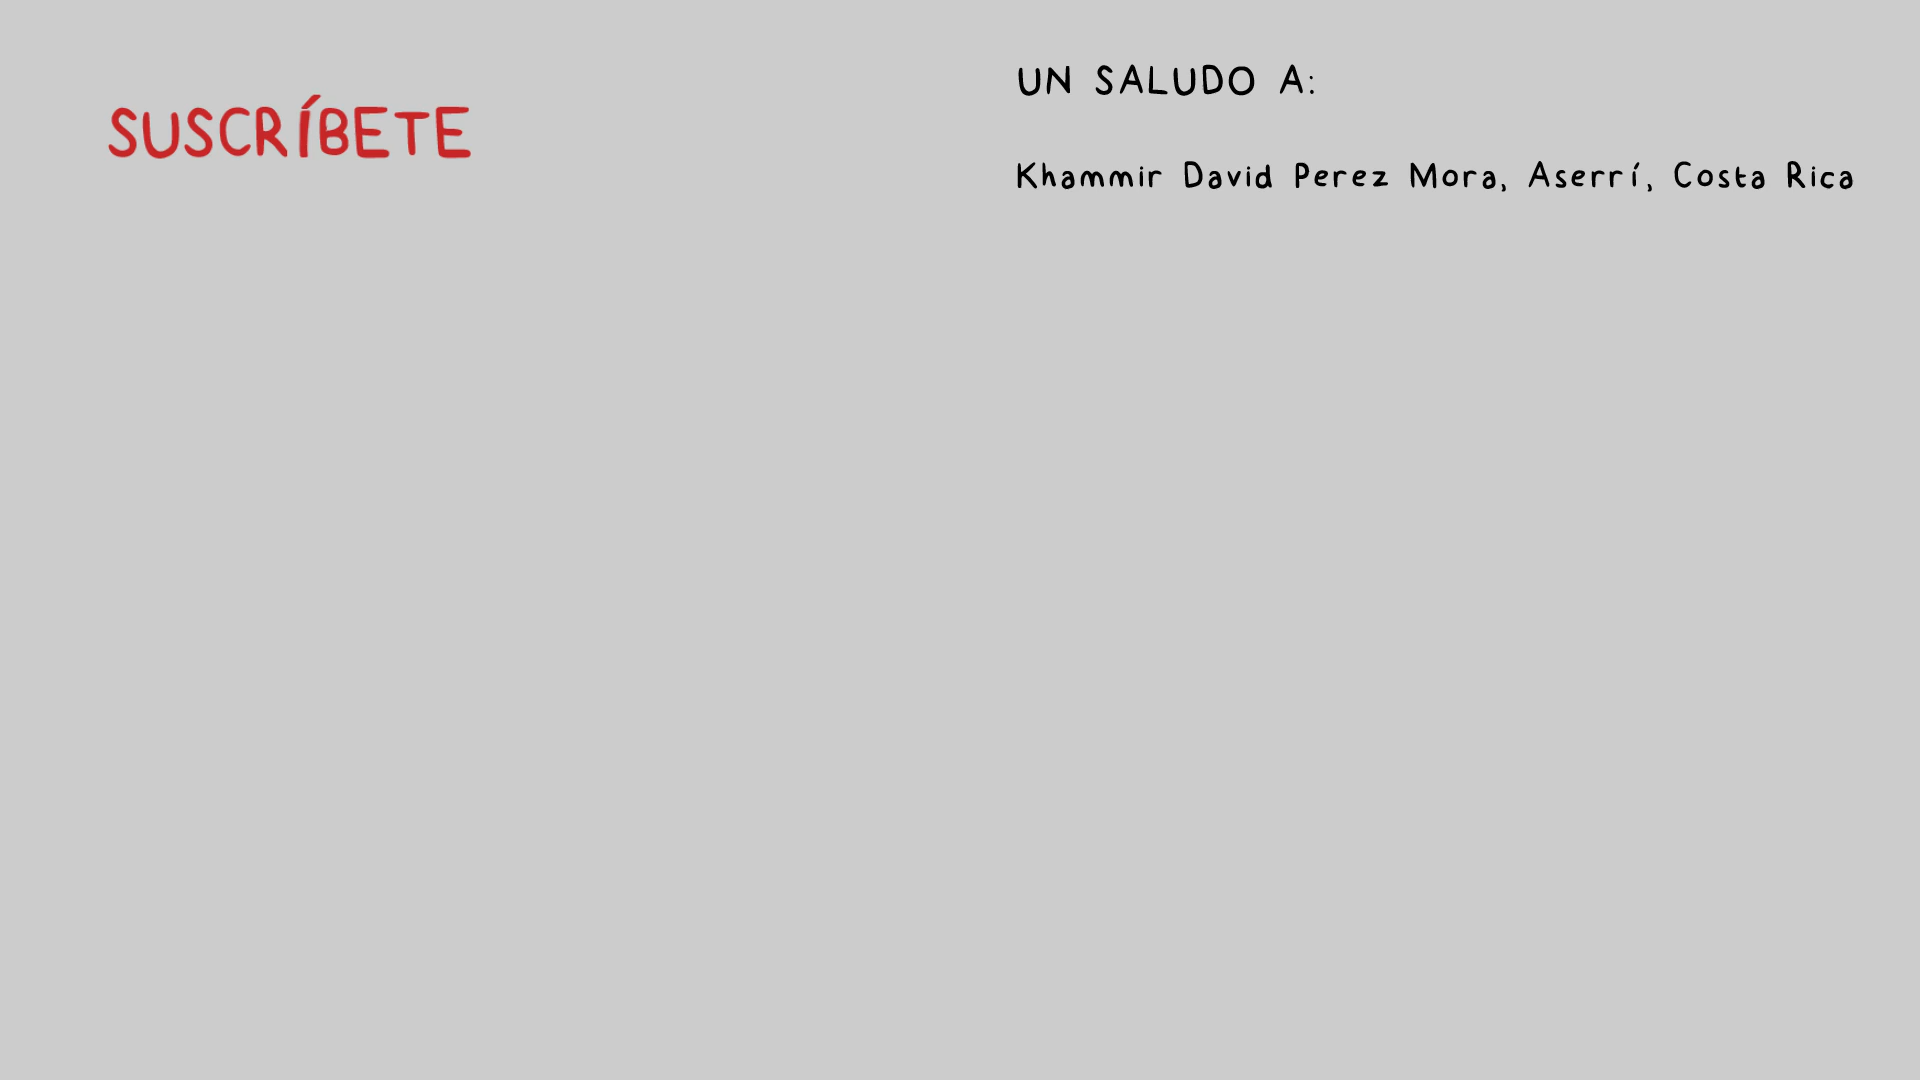 SUSCRÍBETE
UN SALUDO A:
Khammir David Perez Mora, Aserrí, Costa Rica